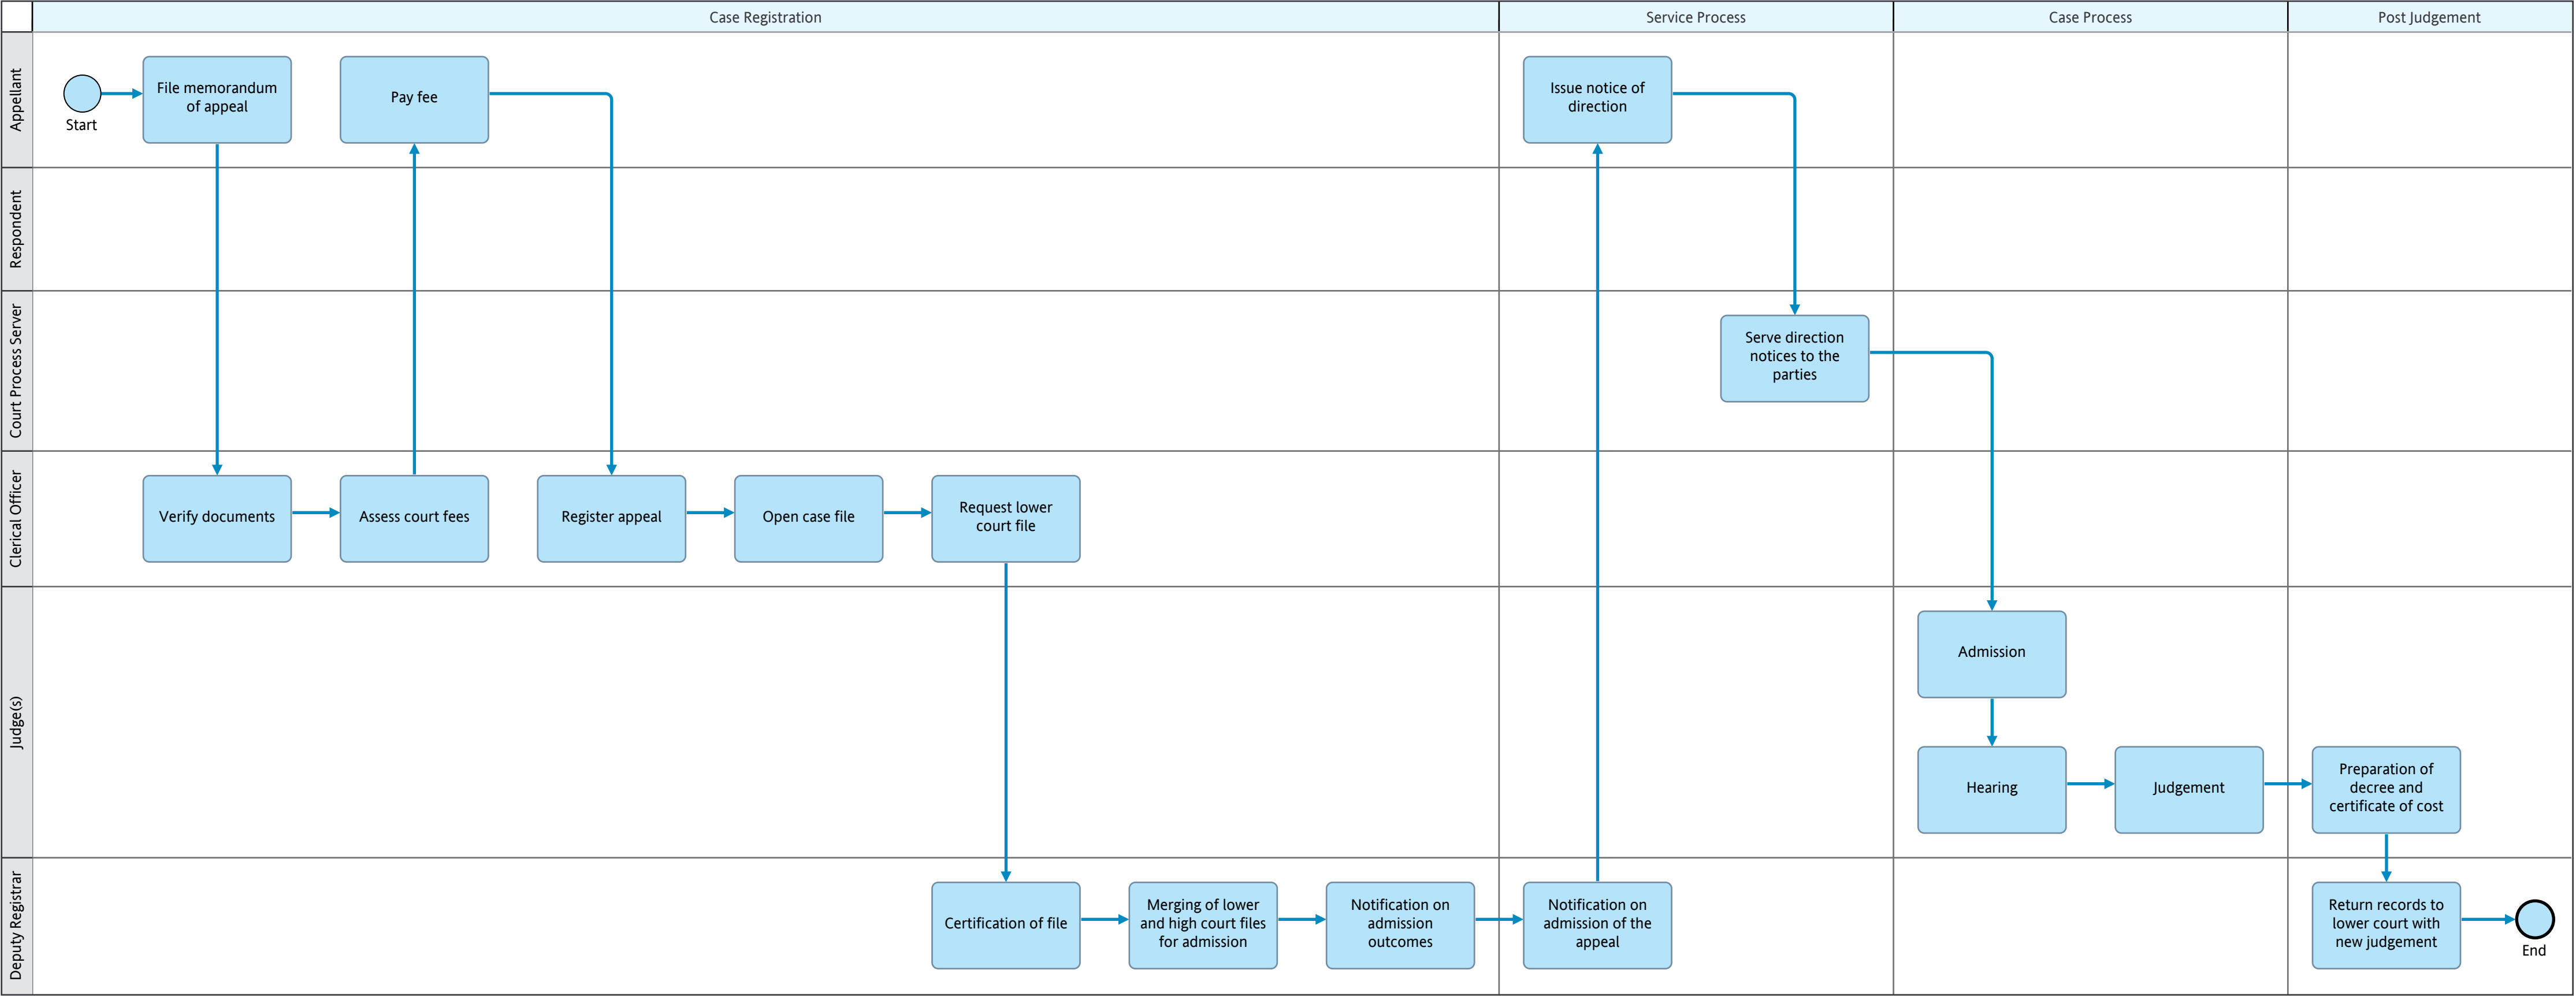 Case Registration
Service Process
Case Process
Post Judgement
Appellant
Start
File memorandum
of appeal
Pay fee
Issue notice of
direction
Respondent
Court Process Server
Serve direction
notices to the
parties
Clerical Officer
Verify documents
Assess court fees
Register appeal
Open case file
Request lower
court file
Judge(s)
Admission
Hearing
Judgement
Preparation of
decree and
certificate of cost
Deputy Registrar
Certification of file
Merging of lower
and high court files
for admission
Notification on
admission
outcomes
Notification on
admission of the
appeal
Return records to
lower court with
new judgement
End